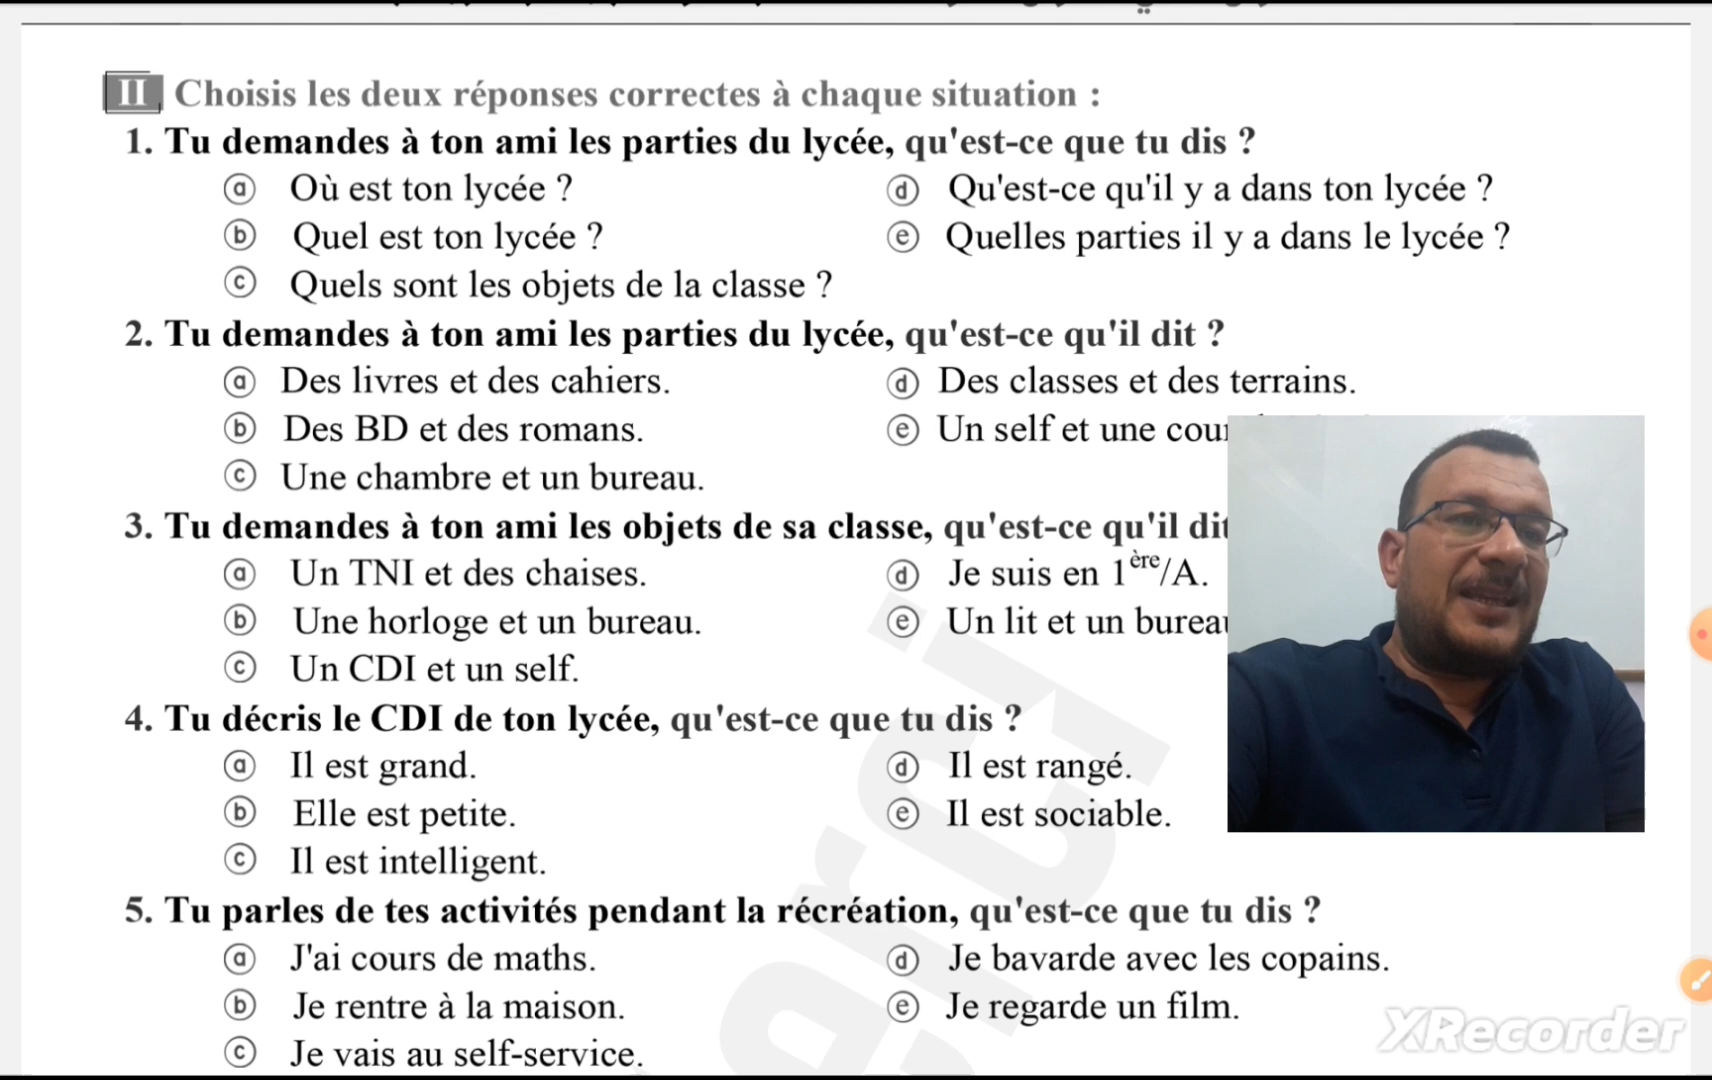 II Choisis les deux réponses correctes à chaque situation :
1. Tu demandes à ton ami les parties du lycée, qu'est-ce que tu dis ?
ⓐ Où est ton lycée ?
ⓑ Quel est ton lycée ?
ⓒ Quels sont les objets de la classe ?
ⓓ Qu'est-ce qu'il y a dans ton lycée ?
ⓔ Quelles parties il y a dans le lycée ?
2. Tu demandes à ton ami les parties du lycée, qu'est-ce qu'il dit ?
ⓐ Des livres et des cahiers.
ⓑ Des BD et des romans.
ⓒ Une chambre et un bureau.
ⓓ Des classes et des terrains.
ⓔ Un self et une
3. Tu demandes à ton ami les objets de sa classe, qu'est-ce qu'il dit
ⓐ Un TNI et des chaises.
ⓑ Une horloge et un bureau.
ⓒ Un CDI et un self.
ⓓ Je suis en 1ère/A.
ⓔ Un lit et un
4. Tu décris le CDI de ton lycée, qu'est-ce que tu dis ?
ⓐ Il est grand.
ⓑ Elle est petite.
ⓒ Il est intelligent.
ⓓ Il est rangé.
ⓔ Il est sociable.
5. Tu parles de tes activités pendant la récréation, qu'est-ce que tu dis ?
ⓐ J'ai cours de maths.
ⓑ Je rentre à la maison.
ⓒ Je vais au self-service.
ⓓ Je bavarde avec les copains.
ⓔ Je regarde un film.
XRecorder